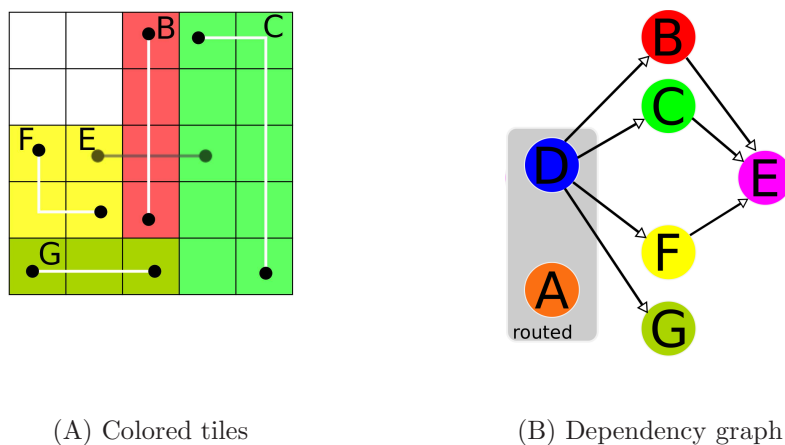 B
C
F
E
G
B
C
D
E
F
A
G
routed
(A) Colored tiles
(B) Dependency graph